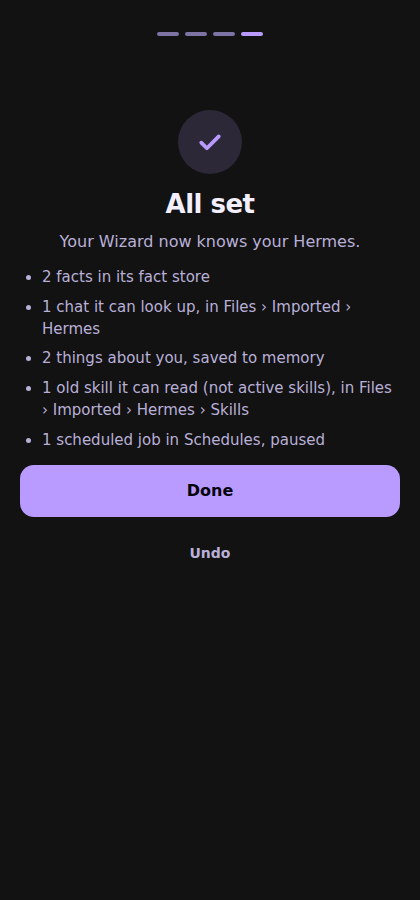 All set
Your Wizard now knows your Hermes.
• 2 facts in its fact store
• 1 chat it can look up, in Files › Imported ›
Hermes
• 2 things about you, saved to memory
• 1 old skill it can read (not active skills), in Files
› Imported › Hermes › Skills
• 1 scheduled job in Schedules, paused
Done
Undo